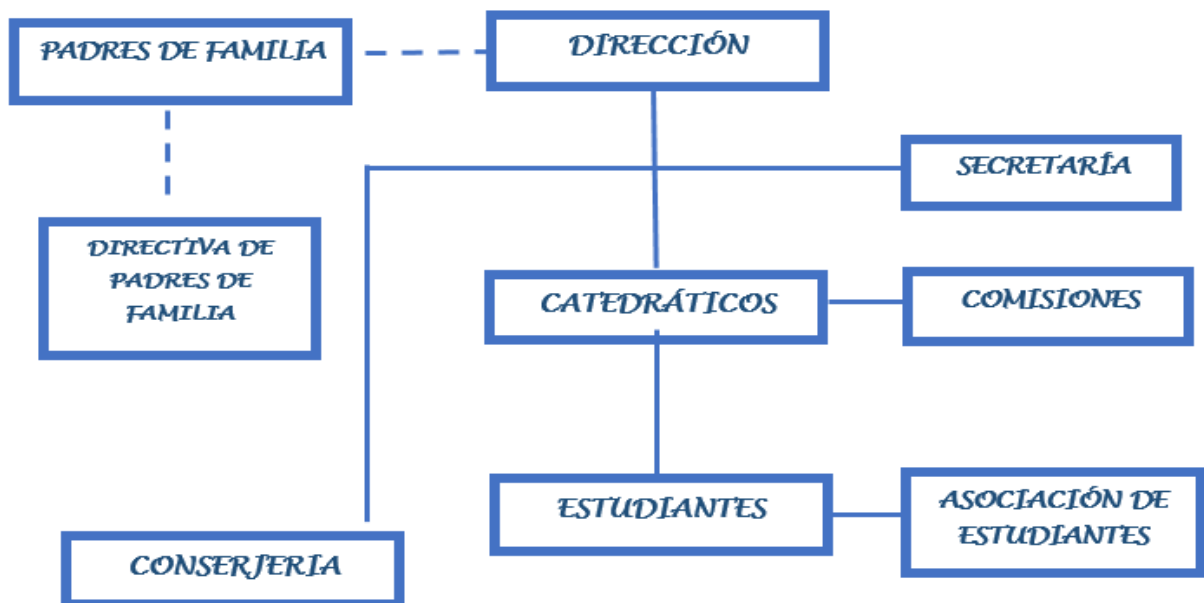 PADRES DE FAMILIA
DIRECCIÓN
SECRETARÍA
DIRECTIVA DE
PADRES DE
FAMILIA
CATEDRÁTICOS
COMISIONES
ESTUDIANTES
ASOCIACIÓN DE
ESTUDIANTES
CONSERJERIA